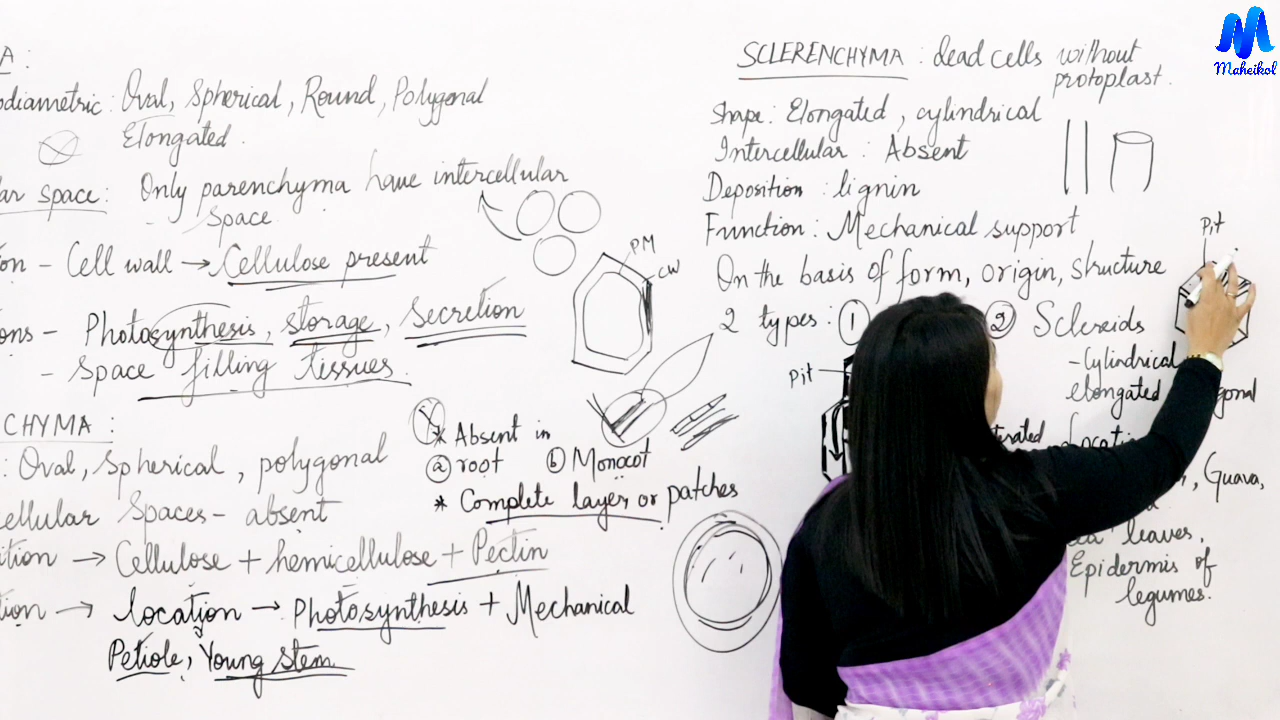 A:
odiametric: Oval, Spherical, Round, Polygonal
Elongated.
ar space: Only parenchyma have intercellular
space
on - Cell wall → Cellulose present
PM
CW
ons - Photosynthesis, storage, Secretion
- Space filling tissues.
CHYMA:
: Oval, spherical, polygonal
cellular Spaces - absent
ition → Cellulose + hemicellulose + Pectin
tion → location → Photosynthesis + Mechanical
Petiole, Young stem
* Absent in
ⓐ root ⓑ Monocot
* Complete layer or patches
SCLERENCHYMA: dead cells without
protoplast.
Shape: Elongated, cylindrical
Intercellular: Absent
Deposition: lignin
Function: Mechanical support
On the basis of form, origin, structure
2 types: ① ② Sclereids
Pit
Pit
- Cylindrical
elongated
gonal
Guava,
leaves,
Epidermis of
legumes.
M
Maheikol